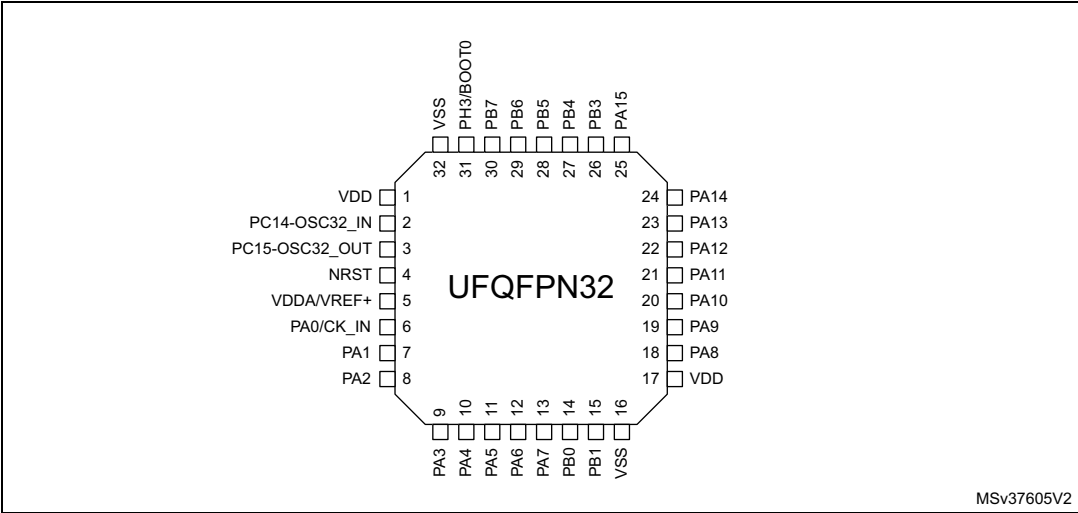 VSS
PH3/BOOT0
PB7
PB6
PB5
PB4
PB3
PA15
32
31
30
29
28
27
26
25
VDD 1
PC14-OSC32_IN 2
PC15-OSC32_OUT 3
NRST 4
VDDA/VREF+ 5
PA0/CK_IN 6
PA1 7
PA2 8
UFQFPN32
24 PA14
23 PA13
22 PA12
21 PA11
20 PA10
19 PA9
18 PA8
17 VDD
9
10
11
12
13
14
15
16
PA3
PA4
PA5
PA6
PA7
PB0
PB1
VSS
MSv37605V2